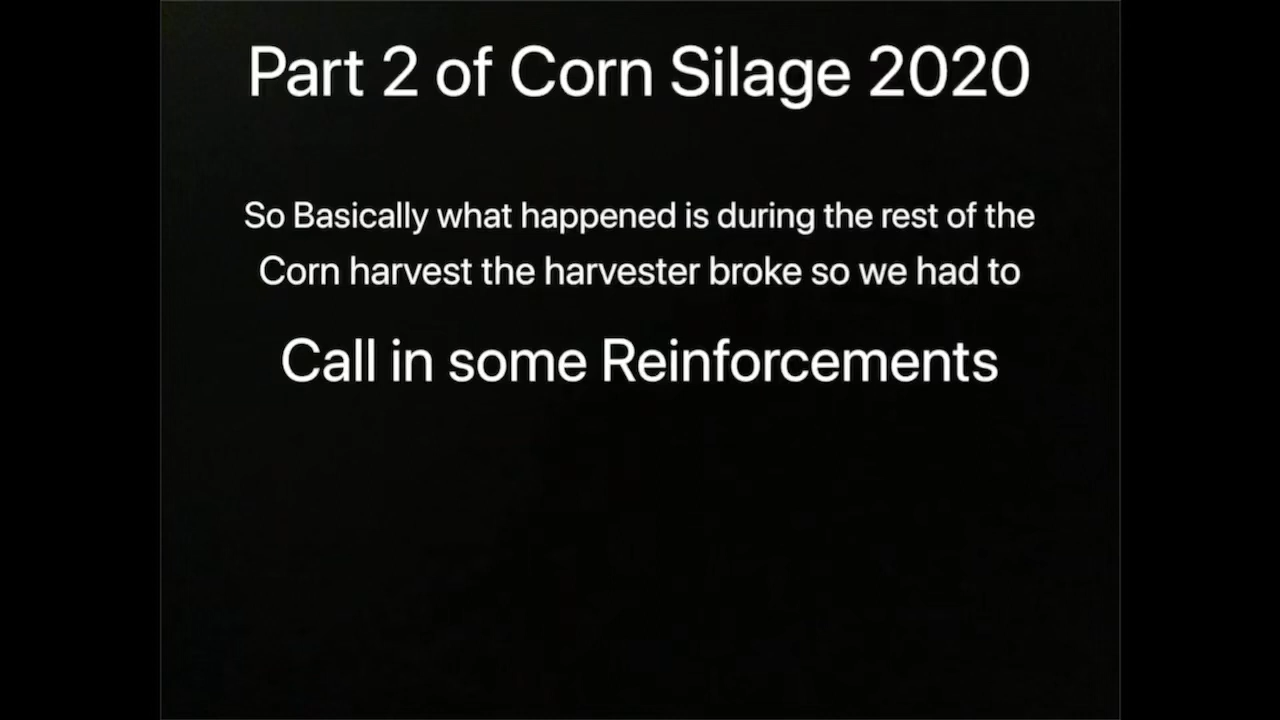 Part 2 of Corn Silage 2020
So Basically what happened is during the rest of the
Corn harvest the harvester broke so we had to
Call in some Reinforcements